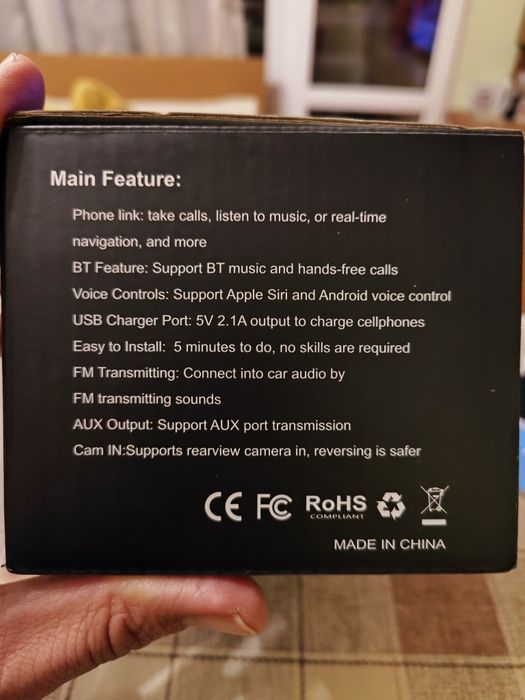 Main Feature:
Phone link: take calls, listen to music, or real-time
navigation, and more
BT Feature: Support BT music and hands-free calls
Voice Controls: Support Apple Siri and Android voice control
USB Charger Port: 5V 2.1A output to charge cellphones
Easy to Install: 5 minutes to do, no skills are required
FM Transmitting: Connect into car audio by
FM transmitting sounds
AUX Output: Support AUX port transmission
Cam IN:Supports rearview camera in, reversing is safer
CE FC RoHS
COMPLIANT
MADE IN CHINA